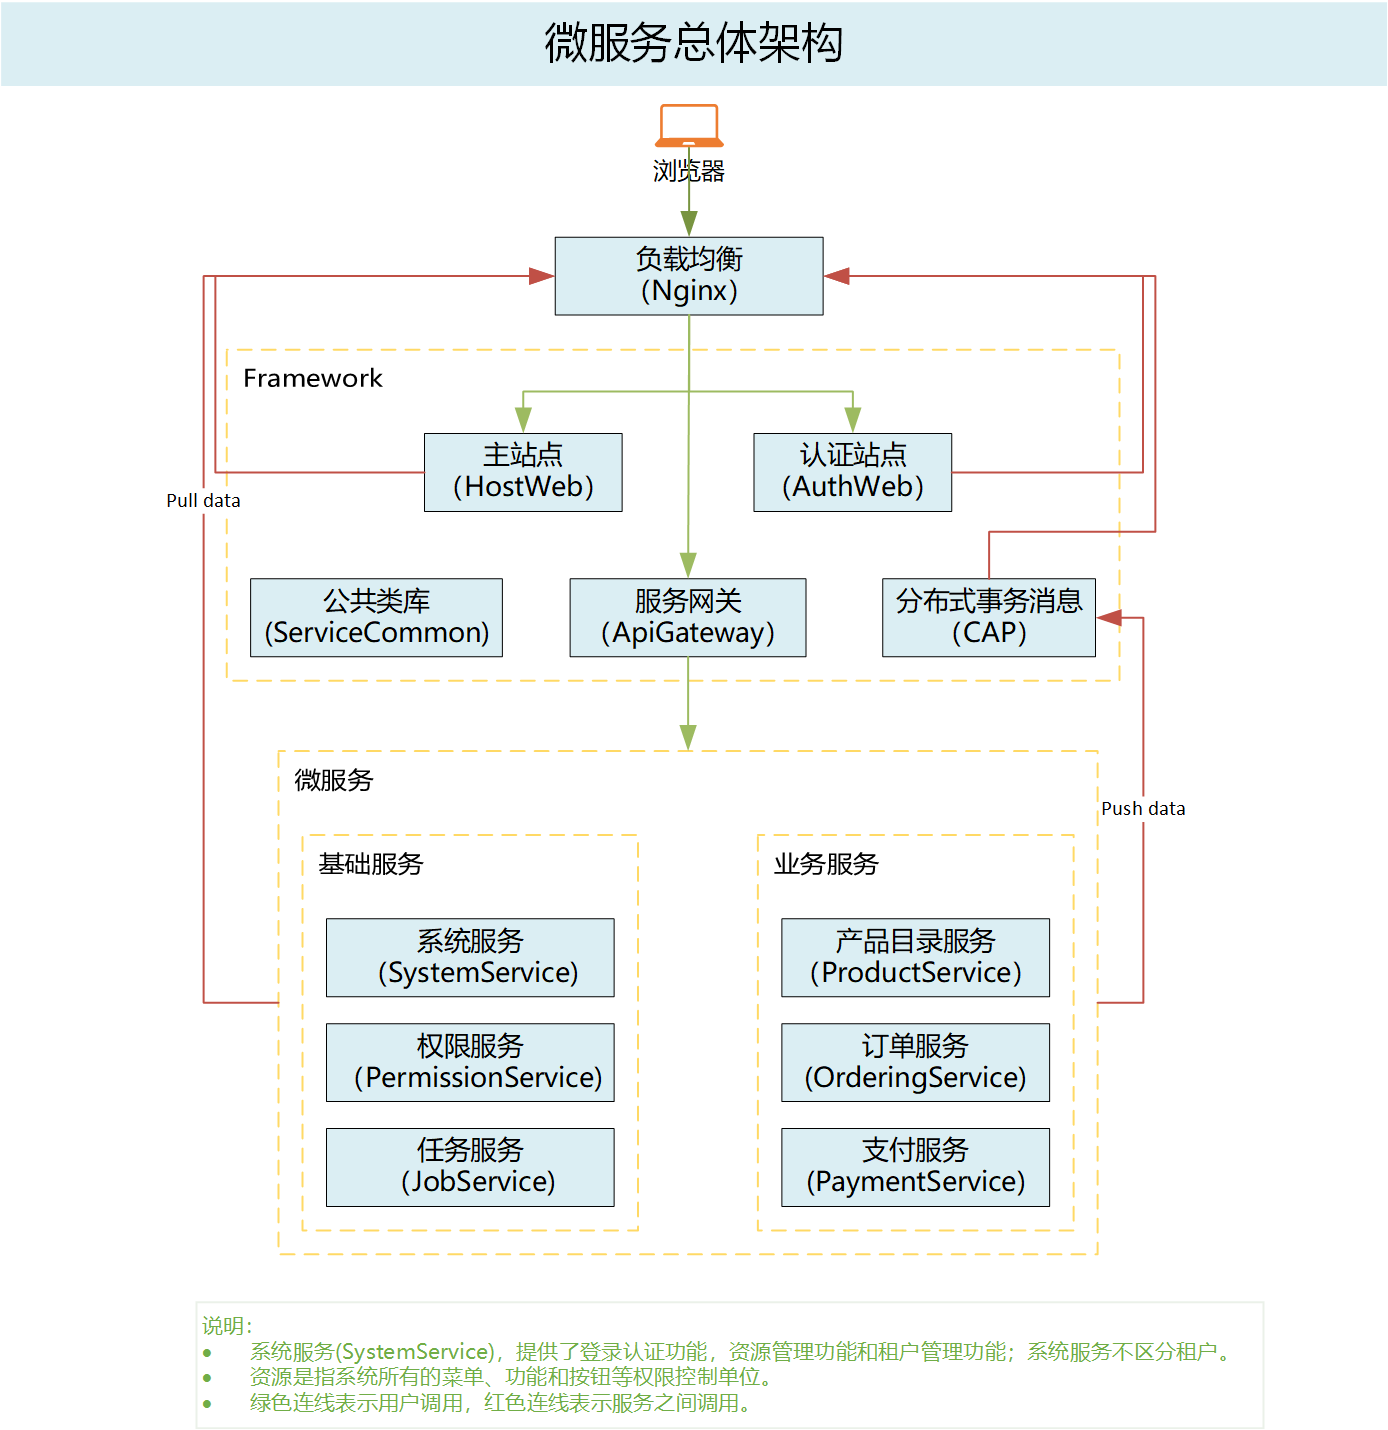 微服务总体架构
浏览器
负载均衡
（Nginx）
Framework
主站点
（HostWeb）
认证站点
（AuthWeb）
Pull data
公共类库
(ServiceCommon)
服务网关
（ApiGateway）
分布式事务消息
（CAP）
微服务
Push data
基础服务
业务服务
系统服务
（SystemService)
产品目录服务
（ProductService）
权限服务
（PermissionService)
订单服务
(OrderingService)
任务服务
（JobService)
支付服务
(PaymentService)
说明：
• 系统服务(SystemService)，提供了登录认证功能，资源管理功能和租户管理功能；系统服务不区分租户。
• 资源是指系统所有的菜单、功能和按钮等权限控制单位。
• 绿色连线表示用户调用，红色连线表示服务之间调用。